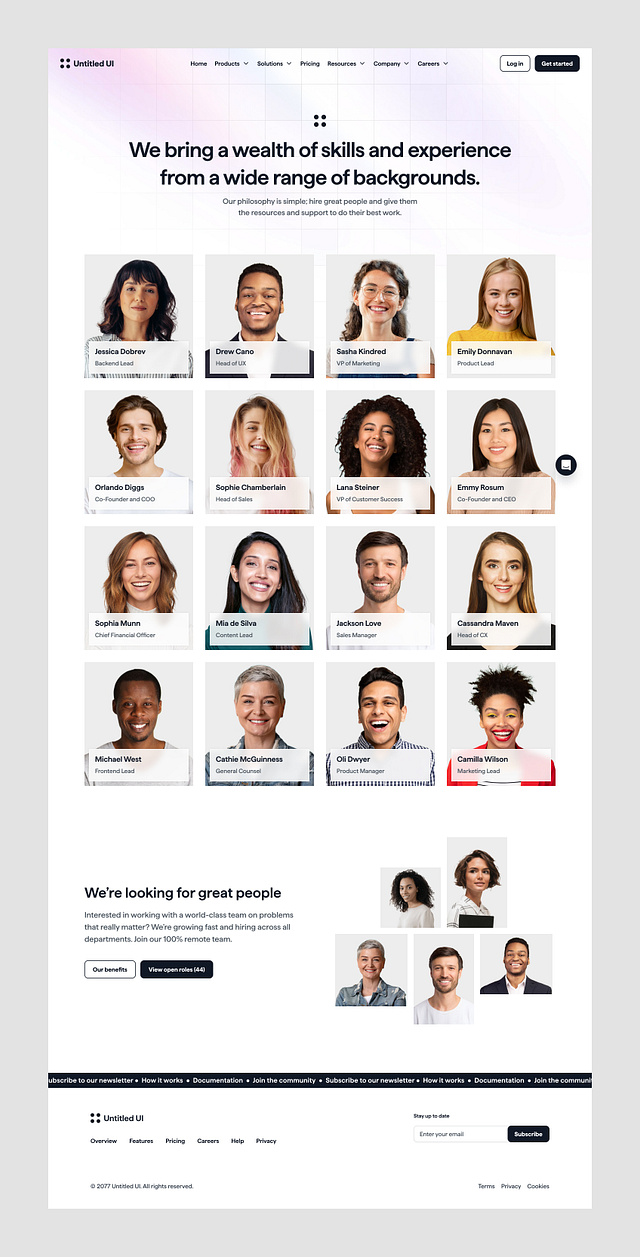 Untitled UI
Home Products Solutions Pricing Resources Company Careers
Log in
Get started
We bring a wealth of skills and experience
from a wide range of backgrounds.
Our philosophy is simple; hire great people and give them
the resources and support to do their best work.
Jessica Dobrev
Backend Lead
Drew Cano
Head of UX
Sasha Kindred
VP of Marketing
Emily Donnavan
Product Lead
Orlando Diggs
Co-Founder and COO
Sophie Chamberlain
Head of Sales
Lana Steiner
VP of Customer Success
Emmy Rosum
Co-Founder and CEO
Sophia Munn
Chief Financial Officer
Mia de Silva
Content Lead
Jackson Love
Sales Manager
Cassandra Maven
Head of CX
Michael West
Frontend Lead
Cathie McGuinness
General Counsel
Oli Dwyer
Product Manager
Camilla Wilson
Marketing Lead
We're looking for great people
Interested in working with a world-class team on problems
that really matter? We're growing fast and hiring across all
departments. Join our 100% remote team.
Our benefits
View open roles (44)
ubscribe to our newsletter • How it works • Documentation • Join the community • Subscribe to our newsletter • How it works • Documentation • Join the communit
Untitled UI
Overview Features Pricing Careers Help Privacy
Stay up to date
Enter your email
Subscribe
© 2077 Untitled UI. All rights reserved.
Terms Privacy Cookies